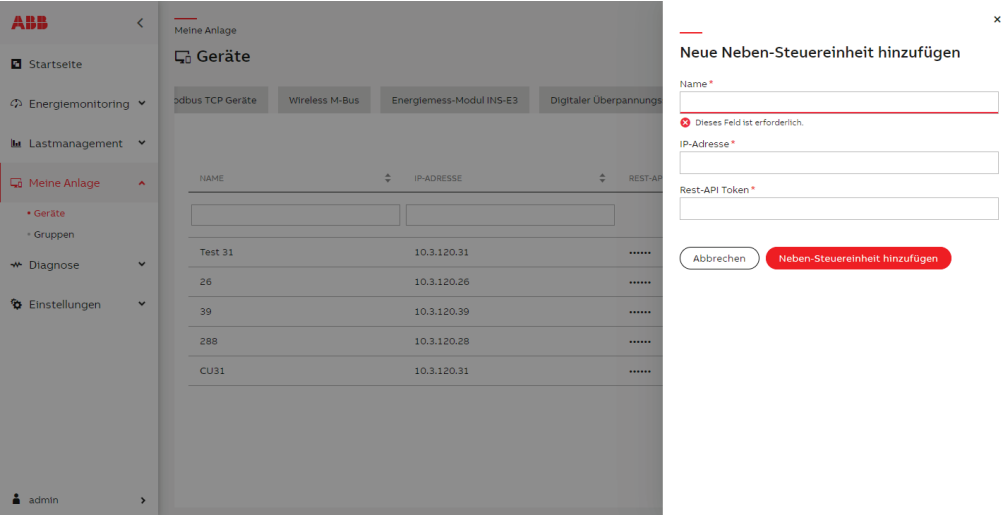 ABB
Startseite
Energiemonitoring
Lastmanagement
Meine Anlage
• Geräte
• Gruppen
Diagnose
Einstellungen
admin
Meine Anlage
Geräte
odbus TCP Geräte
Wireless M-Bus
Energiemess-Modul INS-E3
Digitaler Überpannungs
NAME IP-ADRESSE REST-AP
Test 31 10.3.120.31 ••••••
26 10.3.120.26 ••••••
39 10.3.120.39 ••••••
288 10.3.120.28 ••••••
CU31 10.3.120.31 ••••••
×
Neue Neben-Steuereinheit hinzufügen
Name *
Dieses Feld ist erforderlich.
IP-Adresse *
Rest-API Token *
Abbrechen
Neben-Steuereinheit hinzufügen